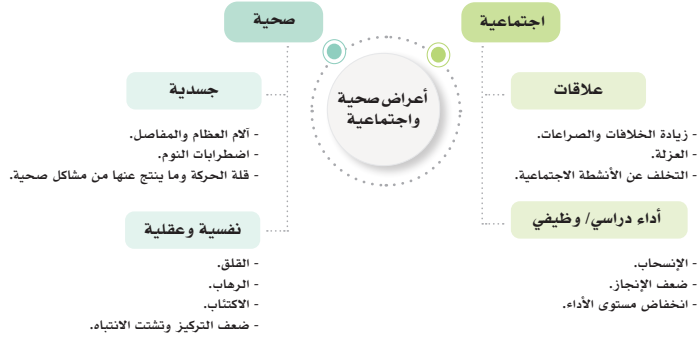 أعراض صحية
واجتماعية
اجتماعية
علاقات
- زيادة الخلافات والصراعات.
- العزلة.
- التخلف عن الأنشطة الاجتماعية.
أداء دراسي/ وظيفي
- الإنسحاب.
- ضعف الإنجاز.
- انخفاض مستوى الأداء.
صحية
جسدية
- آلام العظام والمفاصل.
- اضطرابات النوم.
- قلة الحركة وما ينتج عنها من مشاكل صحية.
نفسية وعقلية
- القلق.
- الرهاب.
- الاكتئاب.
- ضعف التركيز وتشتت الانتباه.